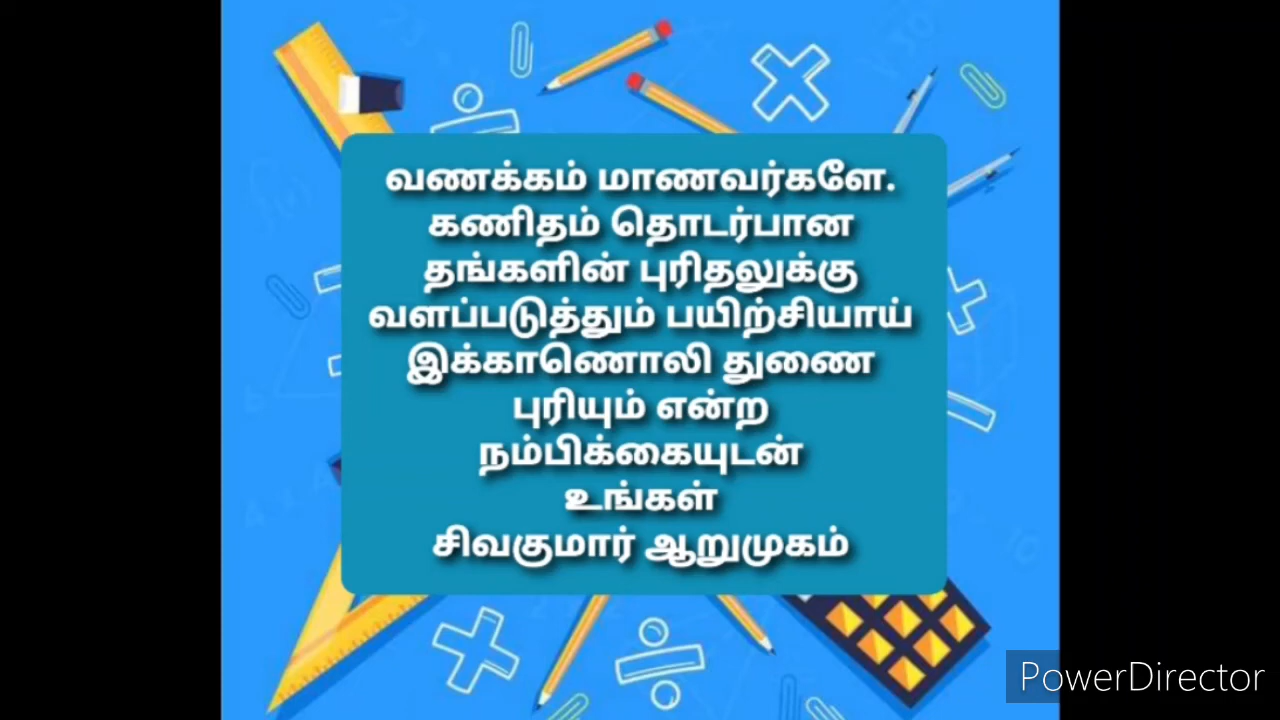 வணக்கம் மாணவர்களே.
கணிதம் தொடர்பான
தங்களின் புரிதலுக்கு
வளப்படுத்தும் பயிற்சியாய்
இக்காணொலி துணை
புரியும் என்ற
நம்பிக்கையுடன்
உங்கள்
சிவகுமார் ஆறுமுகம்
PowerDirector